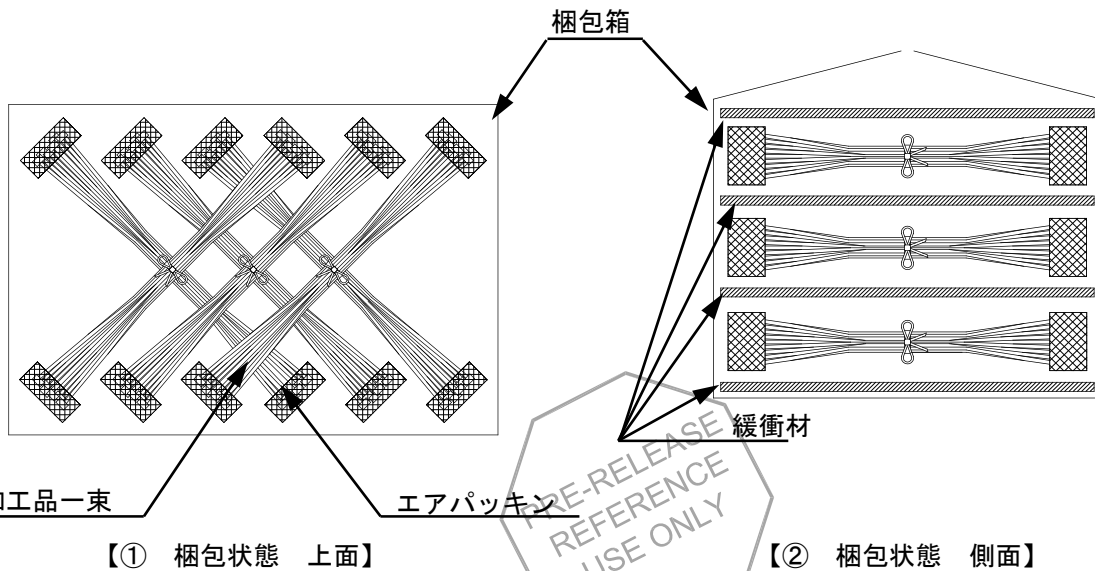 梱包箱
緩衝材
PRE-RELEASE
REFERENCE
USE ONLY
工品一束
エアパッキン
【① 梱包状態 上面】
【② 梱包状態 側面】